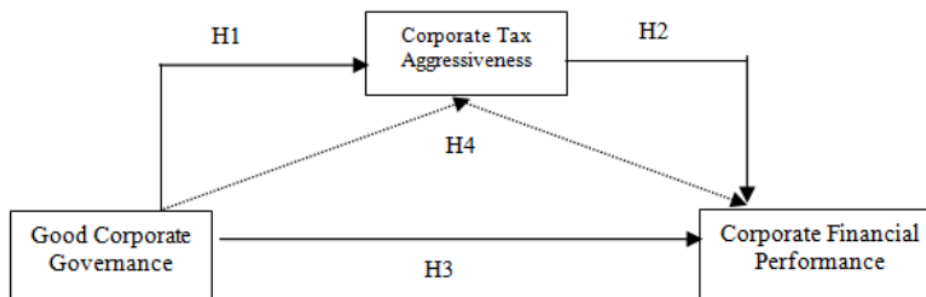 H1
Corporate Tax
Aggressiveness
H2
H4
Good Corporate
Governance
H3
Corporate Financial
Performance